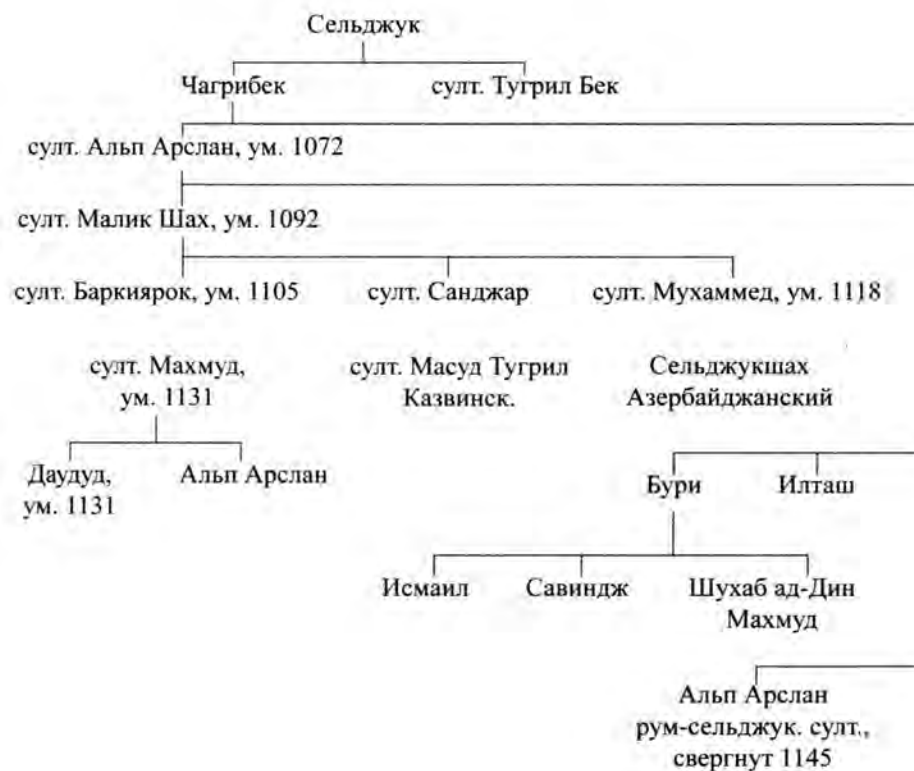 Сельджук
Чагрибек султ. Тугрил Бек
султ. Альп Арслан, ум. 1072
султ. Малик Шах, ум. 1092
султ. Баркиярок, ум. 1105 султ. Санджар султ. Мухаммед, ум. 1118
султ. Махмуд, султ. Масуд Тугрил Сельджукшах
ум. 1131 Казвинск. Азербайджанский
Даудуд, Альп Арслан Бури Илташ
ум. 1131
Исмаил Савиндж Шухаб ад-Дин
Махмуд
Альп Арслан
рум-сельджук. султ.,
свергнут 1145